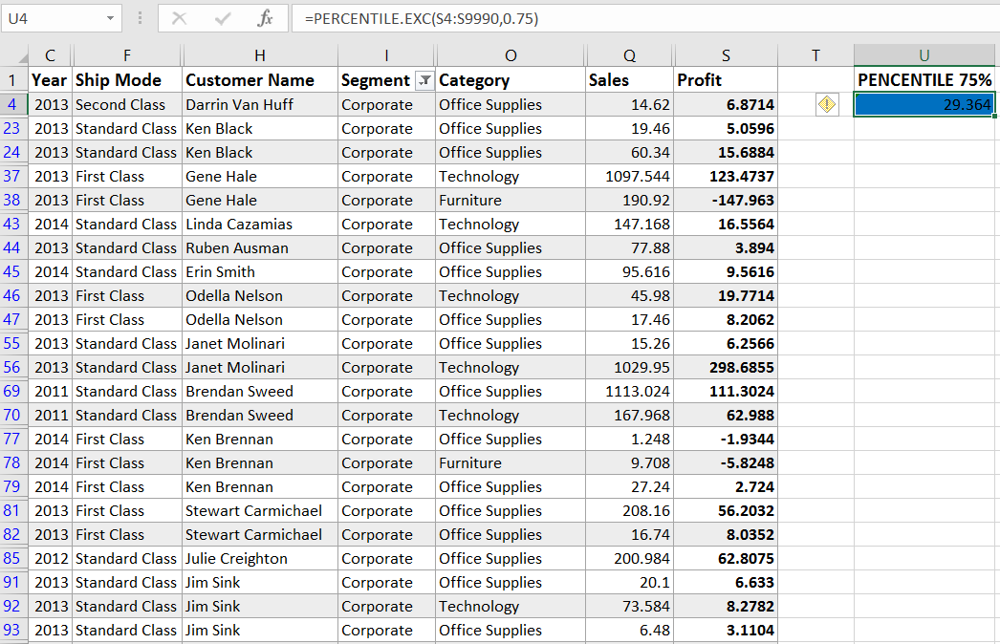 U4 =PERCENTILE.EXC(S4:S9990,0.75)
C F H I O Q S T U
1 Year Ship Mode Customer Name Segment Category Sales Profit PENCENTILE 75%
4 2013 Second Class Darrin Van Huff Corporate Office Supplies 14.62 6.8714 29.364
23 2013 Standard Class Ken Black Corporate Office Supplies 19.46 5.0596
24 2013 Standard Class Ken Black Corporate Office Supplies 60.34 15.6884
37 2013 First Class Gene Hale Corporate Technology 1097.544 123.4737
38 2013 First Class Gene Hale Corporate Furniture 190.92 -147.963
43 2014 Standard Class Linda Cazamias Corporate Technology 147.168 16.5564
44 2013 Standard Class Ruben Ausman Corporate Office Supplies 77.88 3.894
45 2014 Standard Class Erin Smith Corporate Office Supplies 95.616 9.5616
46 2013 First Class Odella Nelson Corporate Technology 45.98 19.7714
47 2013 First Class Odella Nelson Corporate Office Supplies 17.46 8.2062
55 2013 Standard Class Janet Molinari Corporate Office Supplies 15.26 6.2566
56 2013 Standard Class Janet Molinari Corporate Technology 1029.95 298.6855
69 2011 Standard Class Brendan Sweed Corporate Office Supplies 1113.024 111.3024
70 2011 Standard Class Brendan Sweed Corporate Technology 167.968 62.988
77 2014 First Class Ken Brennan Corporate Office Supplies 1.248 -1.9344
78 2014 First Class Ken Brennan Corporate Furniture 9.708 -5.8248
79 2014 First Class Ken Brennan Corporate Office Supplies 27.24 2.724
81 2013 First Class Stewart Carmichael Corporate Office Supplies 208.16 56.2032
82 2013 First Class Stewart Carmichael Corporate Office Supplies 16.74 8.0352
85 2012 Standard Class Julie Creighton Corporate Office Supplies 200.984 62.8075
91 2013 Standard Class Jim Sink Corporate Office Supplies 20.1 6.633
92 2013 Standard Class Jim Sink Corporate Technology 73.584 8.2782
93 2013 Standard Class Jim Sink Corporate Office Supplies 6.48 3.1104